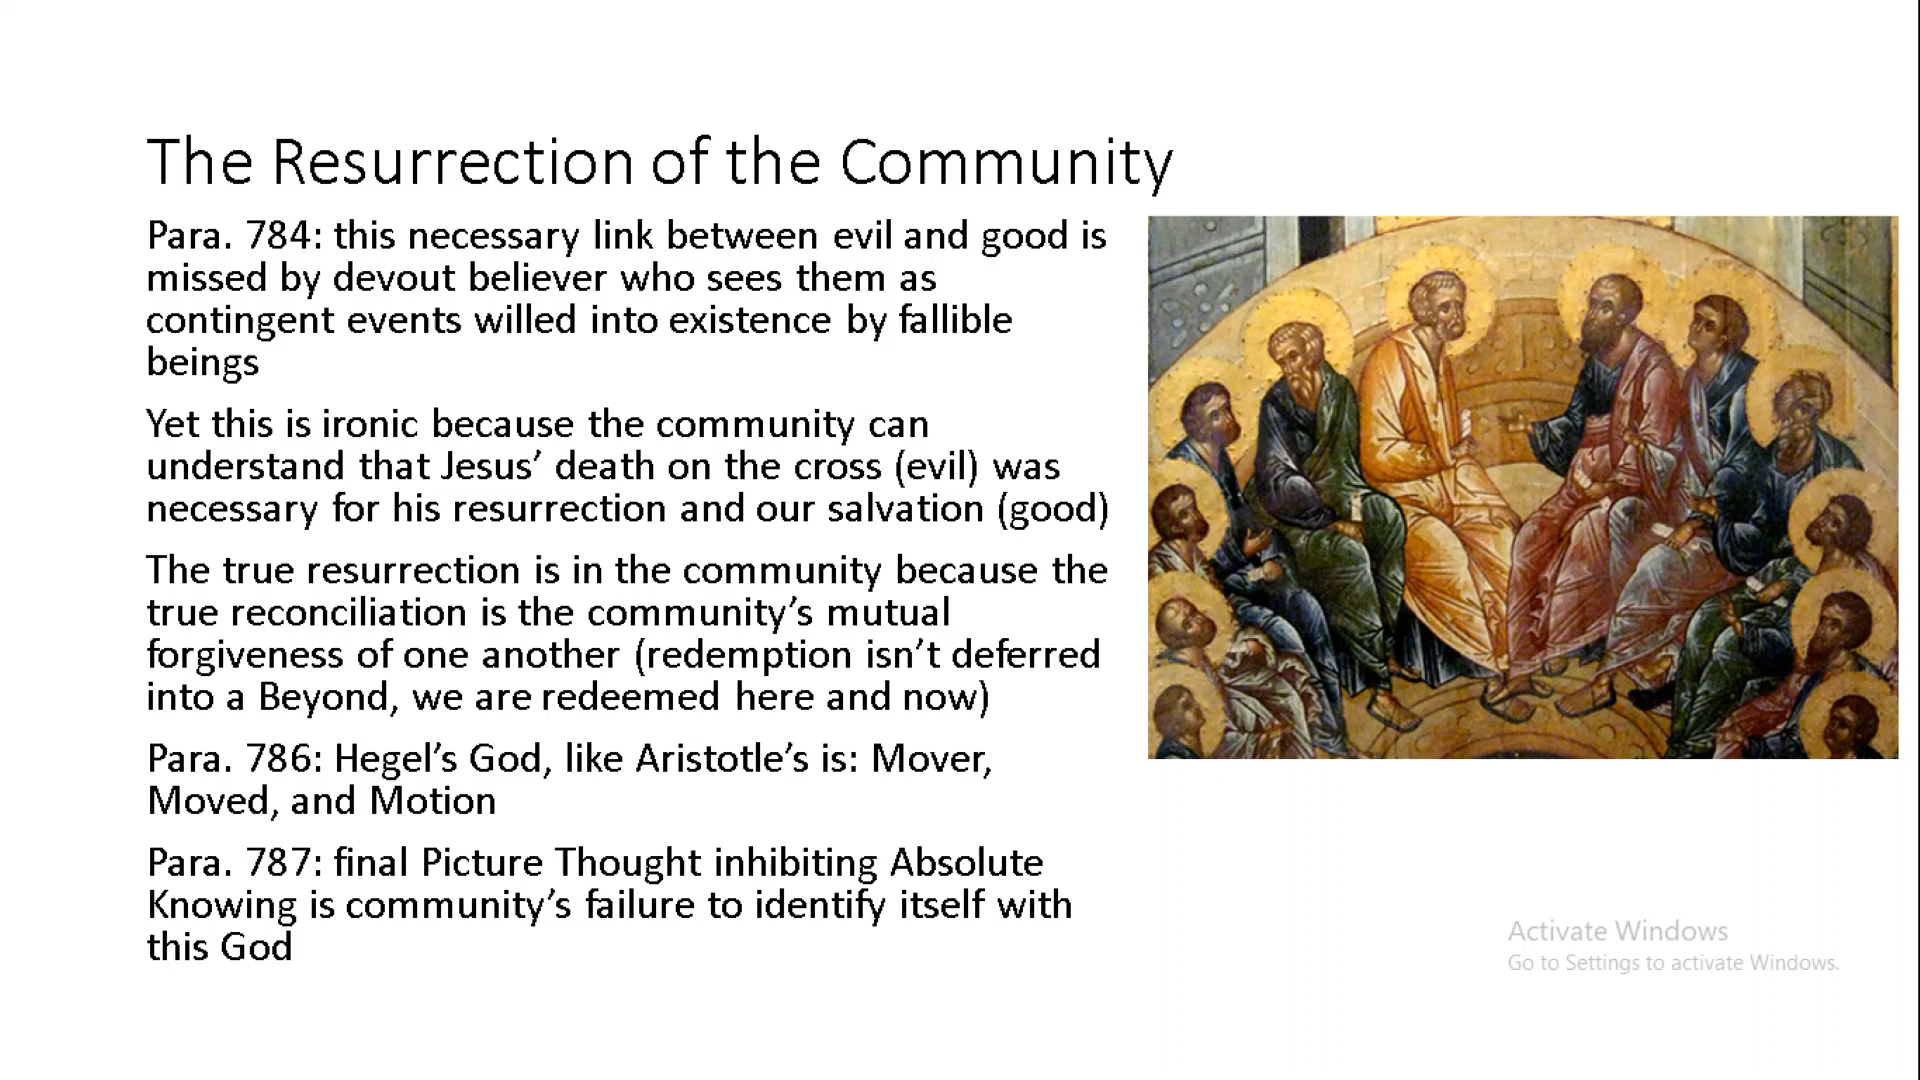 The Resurrection of the Community
Para. 784: this necessary link between evil and good is
missed by devout believer who sees them as
contingent events willed into existence by fallible
beings
Yet this is ironic because the community can
understand that Jesus’ death on the cross (evil) was
necessary for his resurrection and our salvation (good)
The true resurrection is in the community because the
true reconciliation is the community’s mutual
forgiveness of one another (redemption isn’t deferred
into a Beyond, we are redeemed here and now)
Para. 786: Hegel’s God, like Aristotle’s is: Mover,
Moved, and Motion
Para. 787: final Picture Thought inhibiting Absolute
Knowing is community’s failure to identify itself with
this God
Activate Windows
Go to Settings to activate Windows.